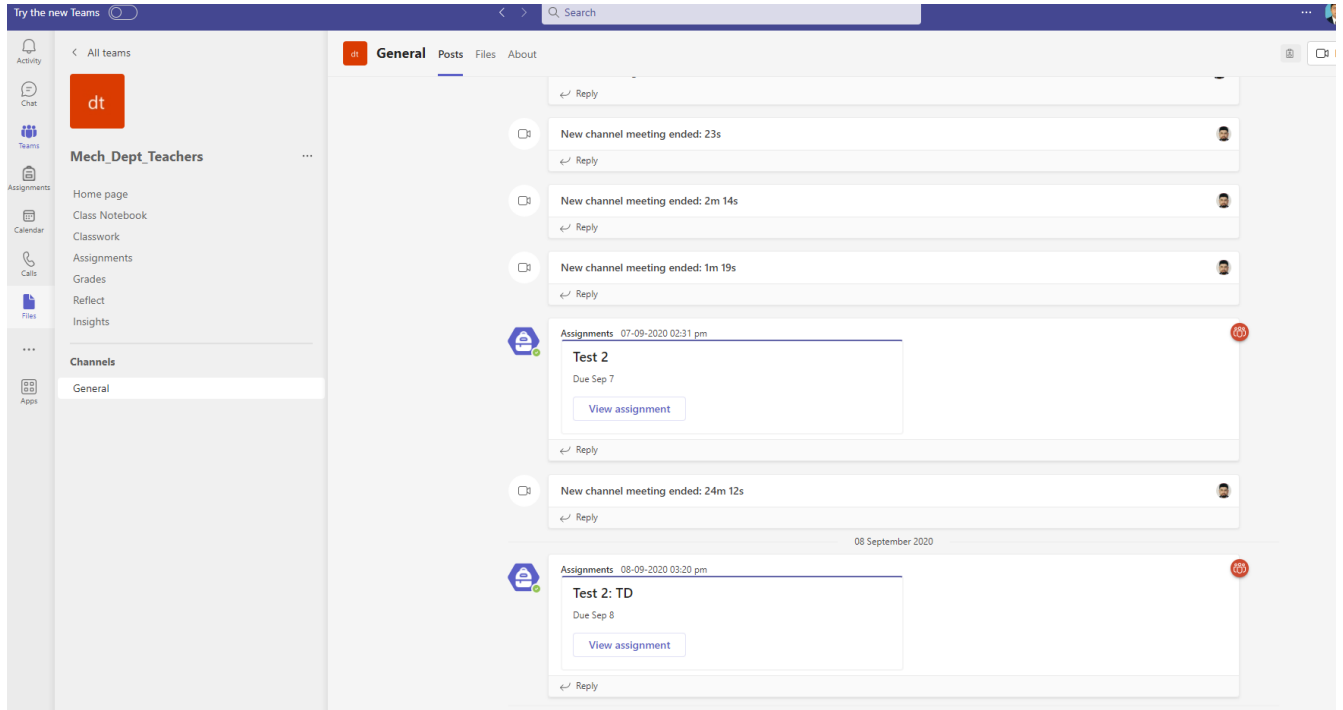 Try the new Teams
Search
Activity
Chat
Teams
Assignments
Calendar
Calls
Files
Apps
All teams
dt
Mech_Dept_Teachers
Home page
Class Notebook
Classwork
Assignments
Grades
Reflect
Insights
Channels
General
dt General Posts Files About
Reply
New channel meeting ended: 23s
Reply
New channel meeting ended: 2m 14s
Reply
New channel meeting ended: 1m 19s
Reply
Assignments 07-09-2020 02:31 pm
Test 2
Due Sep 7
View assignment
Reply
New channel meeting ended: 24m 12s
Reply
08 September 2020
Assignments 08-09-2020 03:20 pm
Test 2: TD
Due Sep 8
View assignment
Reply